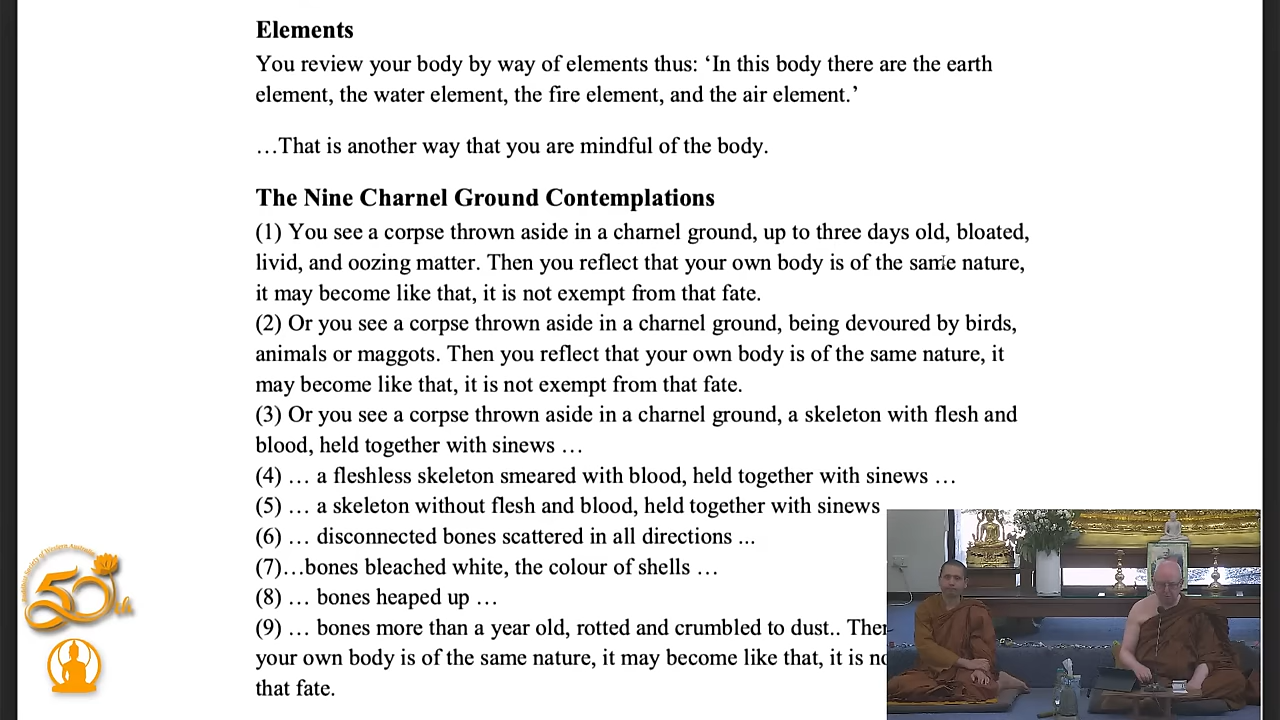 Elements
You review your body by way of elements thus: ‘In this body there are the earth
element, the water element, the fire element, and the air element.’
…That is another way that you are mindful of the body.
The Nine Charnel Ground Contemplations
(1) You see a corpse thrown aside in a charnel ground, up to three days old, bloated,
livid, and oozing matter. Then you reflect that your own body is of the same nature,
it may become like that, it is not exempt from that fate.
(2) Or you see a corpse thrown aside in a charnel ground, being devoured by birds,
animals or maggots. Then you reflect that your own body is of the same nature, it
may become like that, it is not exempt from that fate.
(3) Or you see a corpse thrown aside in a charnel ground, a skeleton with flesh and
blood, held together with sinews …
(4) … a fleshless skeleton smeared with blood, held together with sinews …
(5) … a skeleton without flesh and blood, held together with sinews
(6) … disconnected bones scattered in all directions ...
(7)…bones bleached white, the colour of shells …
(8) … bones heaped up …
(9) … bones more than a year old, rotted and crumbled to dust..
your own body is of the same nature, it may become like that, it is
that fate.
Buddhist Society of Western Australia
50th